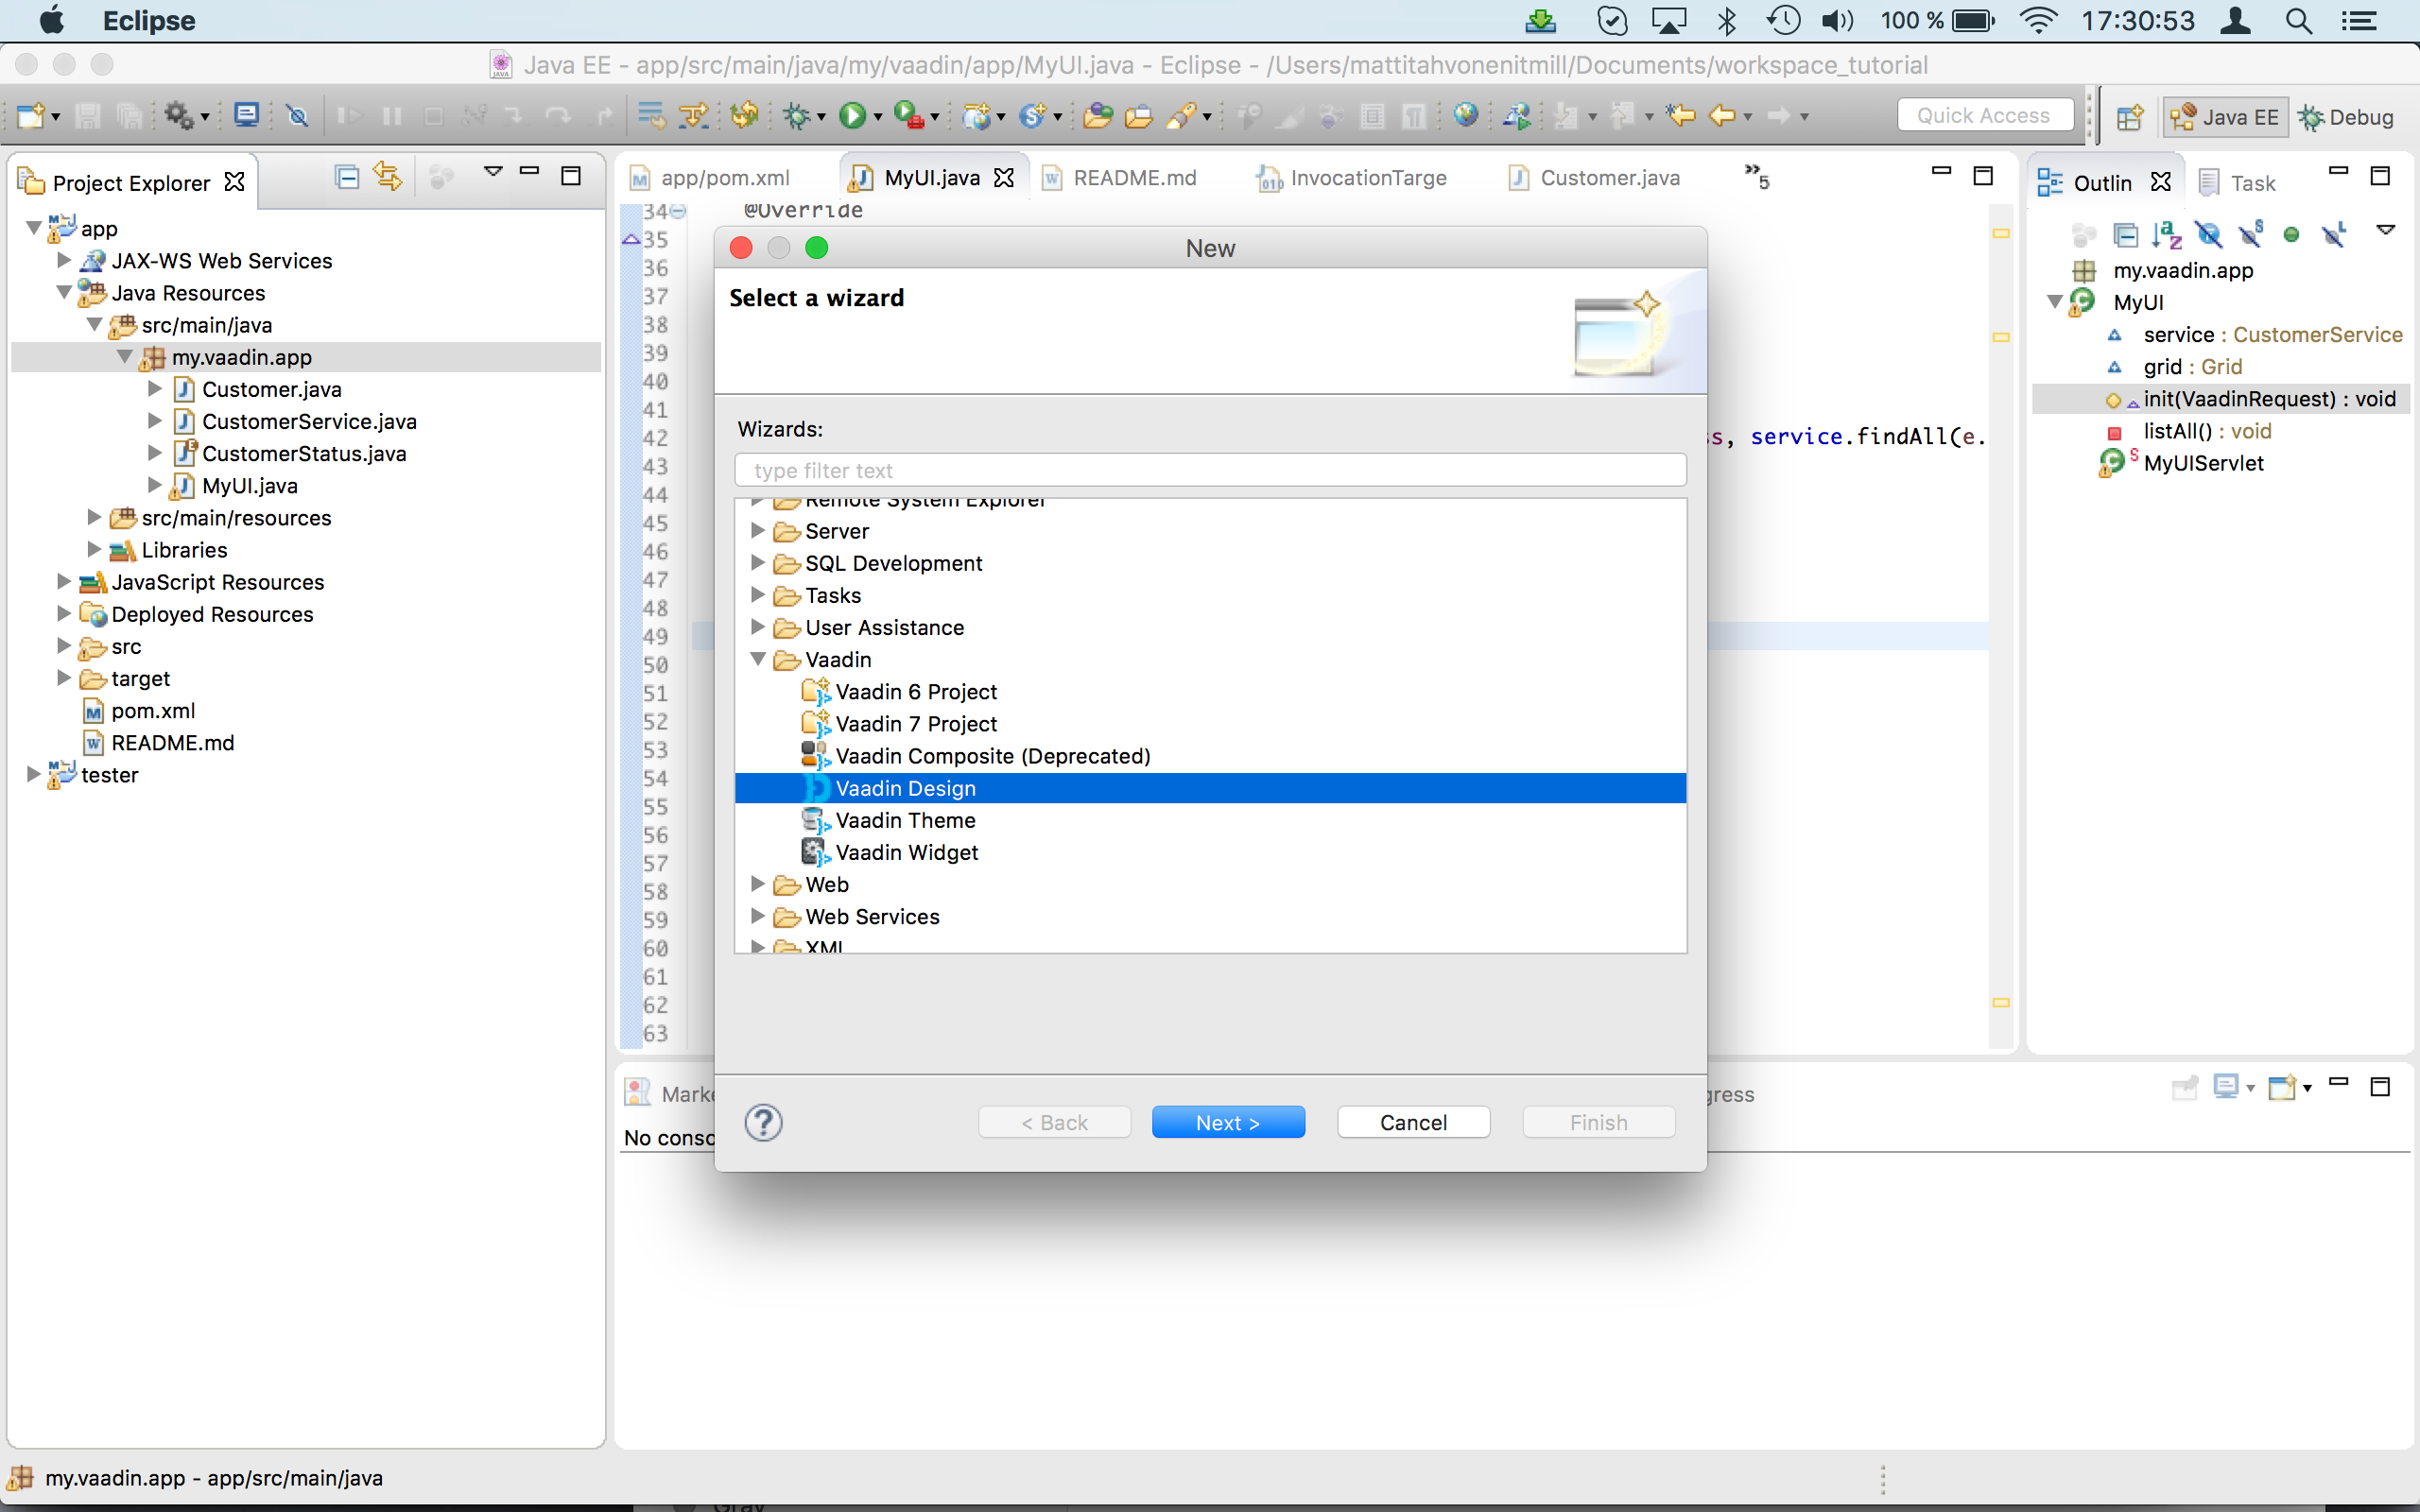 Eclipse
100 %
17:30:53
Java EE - app/src/main/java/my/vaadin/app/MyUI.java - Eclipse - /Users/mattitahvonenitmill/Documents/workspace_tutorial
Quick Access
Java EE
Debug
Project Explorer
app
JAX-WS Web Services
Java Resources
src/main/java
my.vaadin.app
Customer.java
CustomerService.java
CustomerStatus.java
MyUI.java
src/main/resources
Libraries
JavaScript Resources
Deployed Resources
src
target
pom.xml
README.md
tester
app/pom.xml
MyUI.java
README.md
InvocationTarge
Customer.java
5
34 @Override
35
36
37
38
39
40
41
42
s, service.findAll(e.
43
44
45
46
47
48
49
50
51
52
53
54
55
56
57
58
59
60
61
62
63
New
Select a wizard
Wizards:
type filter text
Remote System Explorer
Server
SQL Development
Tasks
User Assistance
Vaadin
Vaadin 6 Project
Vaadin 7 Project
Vaadin Composite (Deprecated)
Vaadin Design
Vaadin Theme
Vaadin Widget
Web
Web Services
XML
< Back
Next >
Cancel
Finish
Outlin
Task
my.vaadin.app
MyUI
service : CustomerService
grid : Grid
init(VaadinRequest) : void
listAll() : void
MyUIServlet
Marke
gress
No conso
my.vaadin.app - app/src/main/java